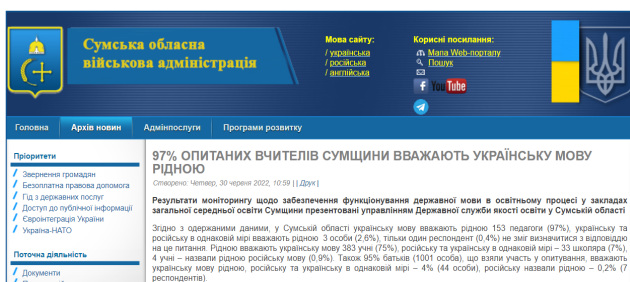 Сумська обласна
військова адміністрація
Мова сайту:
/ українська
/ російська
/ англійська
Корисні посилання:
Мапа Web-порталу
Пошук
f YouTube
Головна Архів новин Адмінпослуги Програми розвитку
Пріоритети
Звернення громадян
Безоплатна правова допомога
Гід з державних послуг
Доступ до публічної інформації
Євроінтеграція України
Україна-НАТО
Поточна діяльність
Документи
97% ОПИТАНИХ ВЧИТЕЛІВ СУМЩИНИ ВВАЖАЮТЬ УКРАЇНСЬКУ МОВУ
РІДНОЮ
Створено: Четвер, 30 червня 2022, 10:59 | | Друк |
Результати моніторингу щодо забезпечення функціонування державної мови в освітньому процесі у закладах
загальної середньої освіти Сумщини презентовані управлінням Державної служби якості освіти у Сумській області
Згідно з одержаними даними, у Сумській області українську мову вважають рідною 153 педагоги (97%), українську та
російську в однаковій мірі вважають рідною 3 особи (2,6%), тільки один респондент (0,4%) не зміг визначитися з відповіддю
на це питання. Рідною вважають українську мову 383 учні (75%), російську та українську в однаковій мірі – 33 школяра (7%),
4 учні – назвали рідною російську мову (0,9%). Також 95% батьків (1001 особа), що взяли участь у опитування, вважають
українську мову рідною, російську та українську в однаковій мірі – 4% (44 особи), російську назвали рідною – 0,2% (7
респондентів).